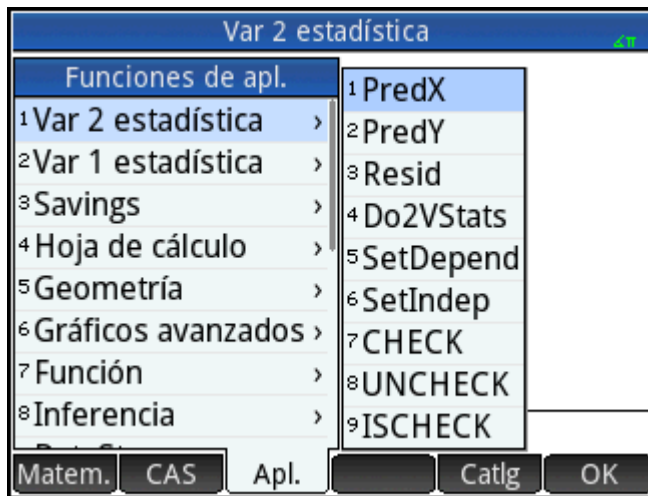 Var 2 estadística
∡π
Funciones de apl.
1 Var 2 estadística ›
2 Var 1 estadística ›
3 Savings ›
4 Hoja de cálculo ›
5 Geometría ›
6 Gráficos avanzados ›
7 Función ›
8 Inferencia ›
1 PredX
2 PredY
3 Resid
4 Do2VStats
5 SetDepend
6 SetIndep
7 CHECK
8 UNCHECK
9 ISCHECK
Matem. CAS Apl. Catlg OK